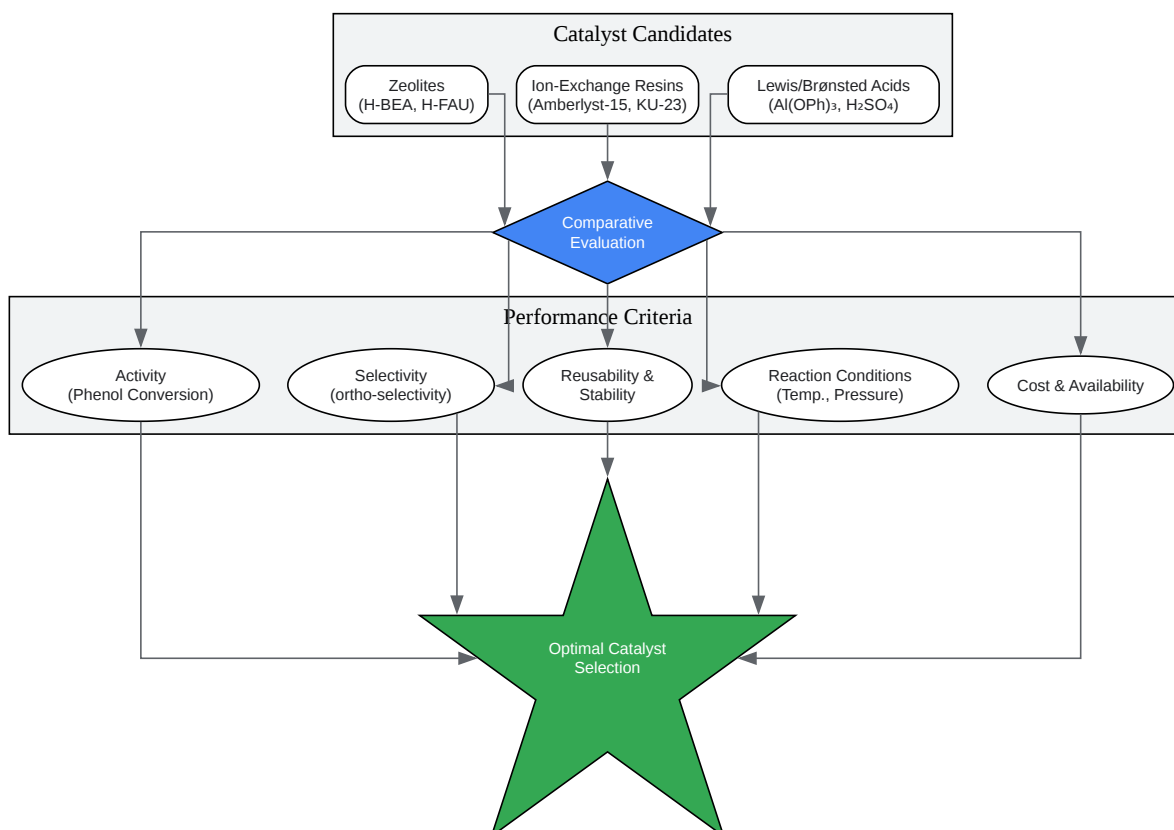 Catalyst Candidates
Zeolites
(H-BEA, H-FAU)
Ion-Exchange Resins
(Amberlyst-15, KU-23)
Lewis/Brønsted Acids
(Al(OPh)₃, H₂SO₄)
Comparative
Evaluation
Performance Criteria
Activity
(Phenol Conversion)
Selectivity
(ortho-selectivity)
Reusability &
Stability
Reaction Conditions
(Temp., Pressure)
Cost & Availability
Optimal Catalyst
Selection